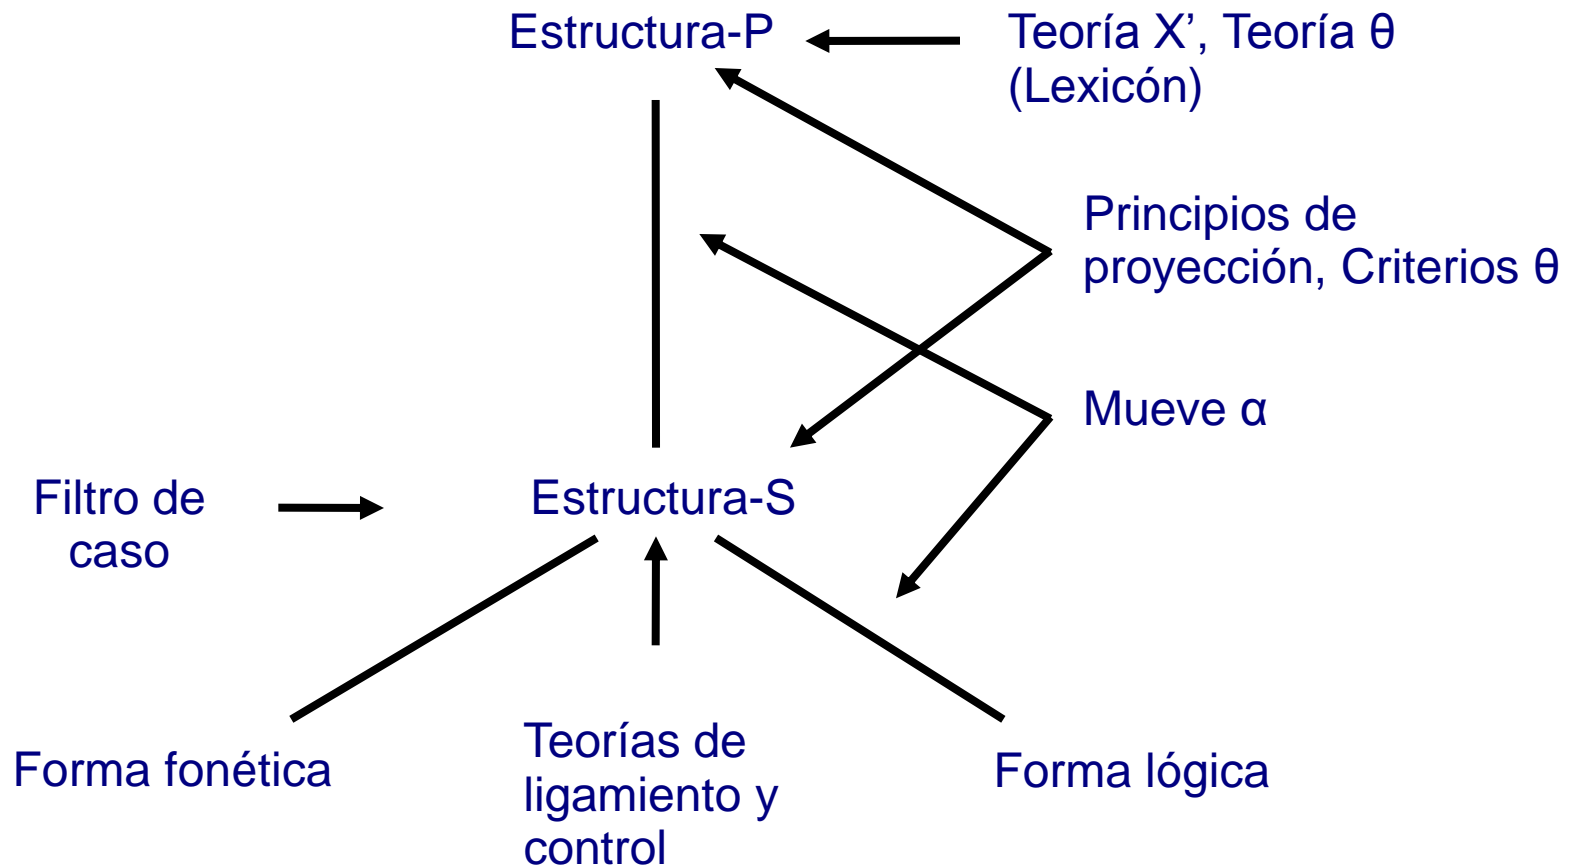 Estructura-P
Teoría X’, Teoría θ
(Lexicón)
Principios de
proyección, Criterios θ
Mueve α
Filtro de
caso
Estructura-S
Forma fonética
Teorías de
ligamiento y
control
Forma lógica